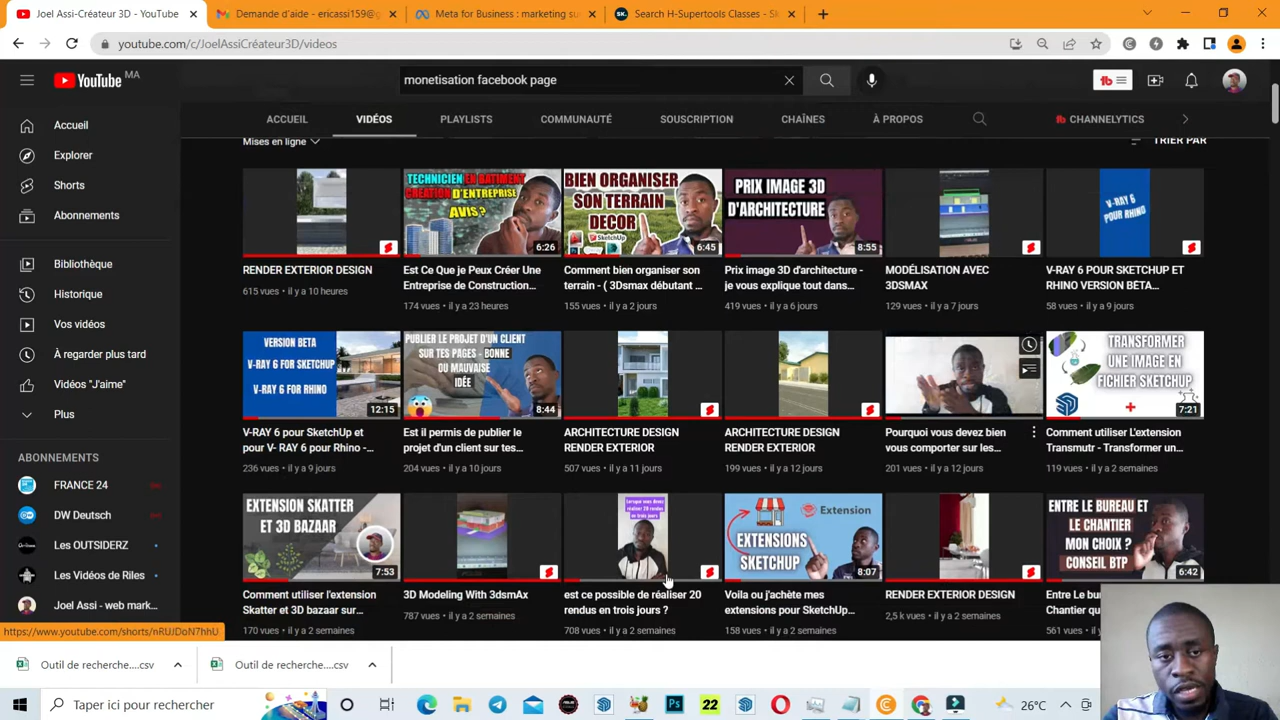 Joel Assi-Créateur 3D - YouTube
Demande d'aide - ericassi159@g
Meta for Business : marketing su
Search H-Supertools Classes - Sk
youtube.com/c/JoelAssiCréateur3D/videos
YouTube MA
monetisation facebook page
ACCUEIL
VIDÉOS
PLAYLISTS
COMMUNAUTÉ
SOUSCRIPTION
CHAÎNES
À PROPOS
CHANNELYTICS
Accueil
Explorer
Shorts
Abonnements
Bibliothèque
Historique
Vos vidéos
À regarder plus tard
Vidéos "J'aime"
Plus
ABONNEMENTS
FRANCE 24
DW Deutsch
Les OUTSIDERZ
Les Vidéos de Riles
Joel Assi - web mark...
Mises en ligne
TRIER PAR
TECHNICIEN EN BATIMENT
CRÉATION D'ENTREPRISE
AVIS ?
6:26
BIEN ORGANISER
SON TERRAIN
DECOR
SketchUp
6:45
PRIX IMAGE 3D
D'ARCHITECTURE
8:55
V-RAY 6
POUR RHINO
RENDER EXTERIOR DESIGN
615 vues • il y a 10 heures
Est Ce Que je Peux Créer Une
Entreprise de Construction...
174 vues • il y a 23 heures
Comment bien organiser son
terrain - ( 3Dsmax débutant ...
155 vues • il y a 2 jours
Prix image 3D d'architecture -
je vous explique tout dans...
419 vues • il y a 6 jours
MODÉLISATION AVEC
3DSMAX
129 vues • il y a 7 jours
V-RAY 6 POUR SKETCHUP ET
RHINO VERSION BÉTA...
58 vues • il y a 9 jours
VERSION BETA
V-RAY 6 FOR SKETCHUP
V-RAY 6 FOR RHINO
12:15
PUBLIER LE PROJET D'UN CLIENT
SUR TES PAGES - BONNE
OU MAUVAISE
IDÉE
8:44
TRANSFORMER
UNE IMAGE EN
FICHIER SKETCHUP
7:21
V-RAY 6 pour SketchUp et
pour V- RAY 6 pour Rhino -...
236 vues • il y a 9 jours
Est il permis de publier le
projet d'un client sur tes...
204 vues • il y a 10 jours
ARCHITECTURE DESIGN
RENDER EXTERIOR
507 vues • il y a 11 jours
ARCHITECTURE DESIGN
RENDER EXTERIOR
199 vues • il y a 12 jours
Pourquoi vous devez bien
vous comporter sur les...
201 vues • il y a 12 jours
Comment utiliser L'extension
Transmutr - Transformer un...
119 vues • il y a 2 semaines
EXTENSION SKATTER
ET 3D BAZAAR
7:53
Lorsque vous devez
réaliser 20 rendus
en trois jours
Extension
EXTENSIONS
SKETCHUP
8:07
ENTRE LE BUREAU ET
LE CHANTIER
MON CHOIX ?
CONSEIL BTP
6:42
Comment utiliser l'extension
Skatter et 3D bazaar sur...
170 vues • il y a 2 semaines
3D Modeling With 3dsmAx
787 vues • il y a 2 semaines
est ce possible de réaliser 20
rendus en trois jours ?
708 vues • il y a 2 semaines
Voila ou j'achète mes
extensions pour SketchUp...
158 vues • il y a 2 semaines
RENDER EXTERIOR DESIGN
2,5 k vues • il y a 2 semaines
Entre Le Bur
Chantier qu
561 vues • il y
https://www.youtube.com/shorts/nRUJDoN7hhU
Outil de recherche....csv
Outil de recherche....csv
Taper ici pour rechercher
22
26°C